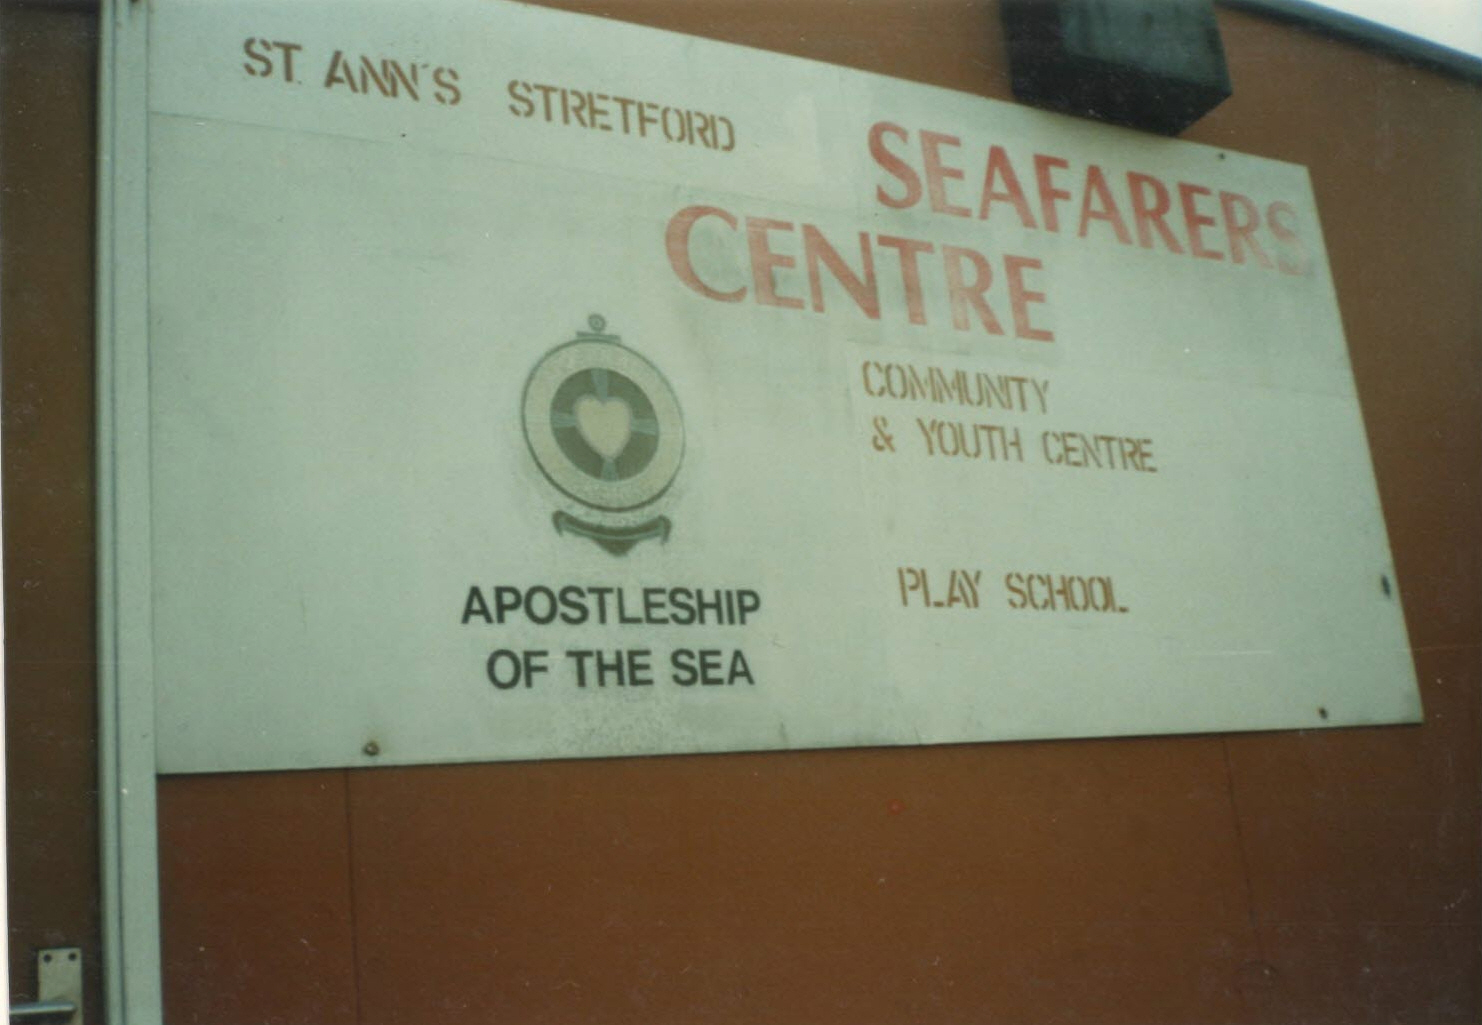 ST. ANN'S STRETFORD
SEAFARERS
CENTRE
COMMUNITY
& YOUTH CENTRE
PLAY SCHOOL
APOSTLESHIP
OF THE SEA